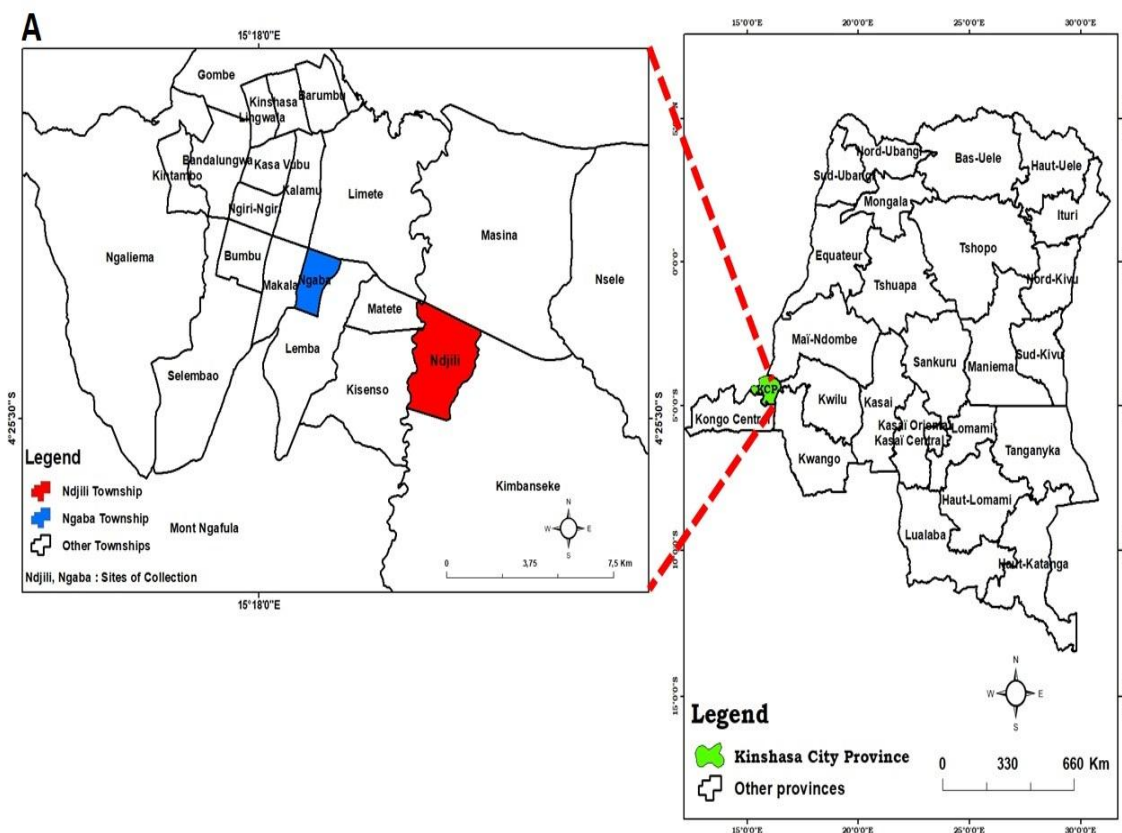 A
15°18'0"E
Gombe
Barumbu
Kinshasa
Lingwala
Bandalungwa
Kasa Vubu
Kintambo
Kalamu
Limete
Ngiri-Ngiri
Masina
Ngaliema
Bumbu
Nsele
Makala
Ngaba
Matete
Lemba
Ndjili
Selembao
Kisenso
4°25'30"S
4°25'30"S
Legend
Ndjili Township
Ngaba Township
Other Townships
Ndjili, Ngaba : Sites of Collection
Mont Ngafula
Kimbanseke
N
W E
S
0 3,75 7,5 Km
15°18'0"E
15°0'0"E 20°0'0"E 25°0'0"E 30°0'0"E
Nord-Ubangi
Bas-Uele
Haut-Uele
Sud-Ubangi
Mongala
Ituri
Equateur
Tshopo
0°0'0"
Tshuapa
Nord-Kivu
Maï-Ndombe
Sankuru
Maniema
Sud-Kivu
KCP
Kwilu
Kasai
5°0'0"S
Kongo Central
Kasaï Oriental
Lomami
Kasaï Central
Tanganyka
Kwango
Haut-Lomami
Lualaba
10°0'0"S
Haut-Katanga
15°0'0"S
N
W E
S
Legend
Kinshasa City Province
Other provinces
0 330 660 Km
15°0'0"E 20°0'0"E 25°0'0"E 30°0'0"E